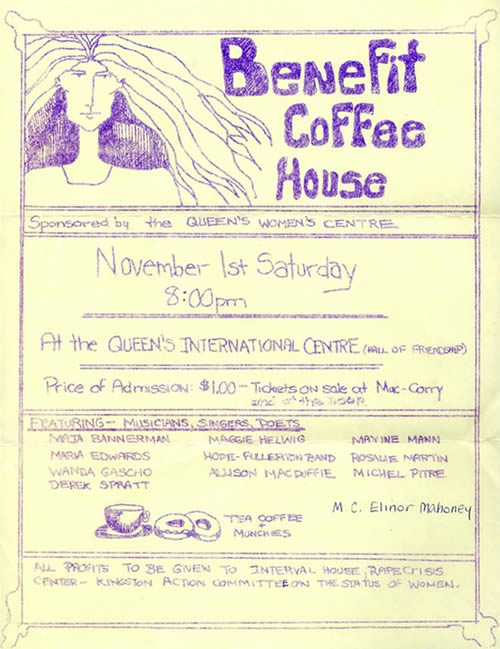 BENEFIT
COFFEE
HOUSE
Sponsored by the QUEEN'S WOMEN'S CENTRE.
November 1st Saturday
8:00pm
At the QUEEN'S INTERNATIONAL CENTRE (HALL OF FRIENDSHIP)
Price of Admission: $1.00 - Tickets on sale at Mac-Corry
and at the DOOR
FEATURING - MUSICIANS, SINGERS, POETS
MAJA BANNERMAN MAGGIE HELWIG MAXINE MANN
MARIA EDWARDS HOPE-FULLERTON BAND ROSALIE MARTIN
WANDA GASCHO ALLISON MACDUFFIE MICHEL PITRE
DEREK SPRATT
M.C. Elinor Mahoney
TEA COFFEE
+
MUNCHIES
ALL PROFITS TO BE GIVEN TO INTERVAL HOUSE, RAPE CRISIS
CENTER - KINGSTON ACTION COMMITTEE ON THE STATUS OF WOMEN.